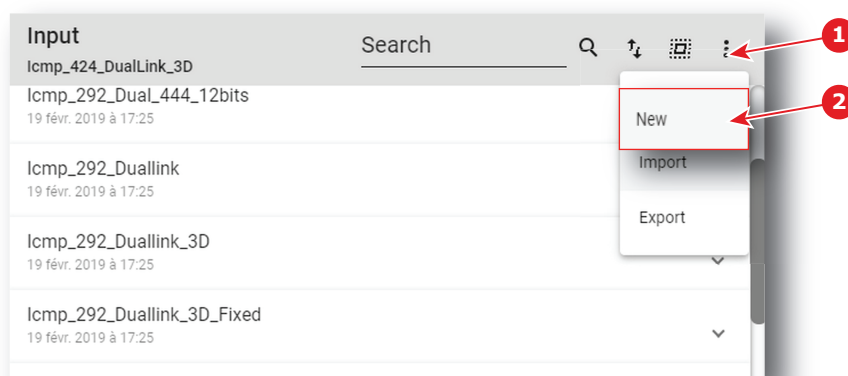 Input
Search
Icmp_424_DualLink_3D
Icmp_292_Dual_444_12bits
19 févr. 2019 à 17:25
Icmp_292_Duallink
19 févr. 2019 à 17:25
Icmp_292_Duallink_3D
19 févr. 2019 à 17:25
Icmp_292_Duallink_3D_Fixed
19 févr. 2019 à 17:25
New
Import
Export
1
2